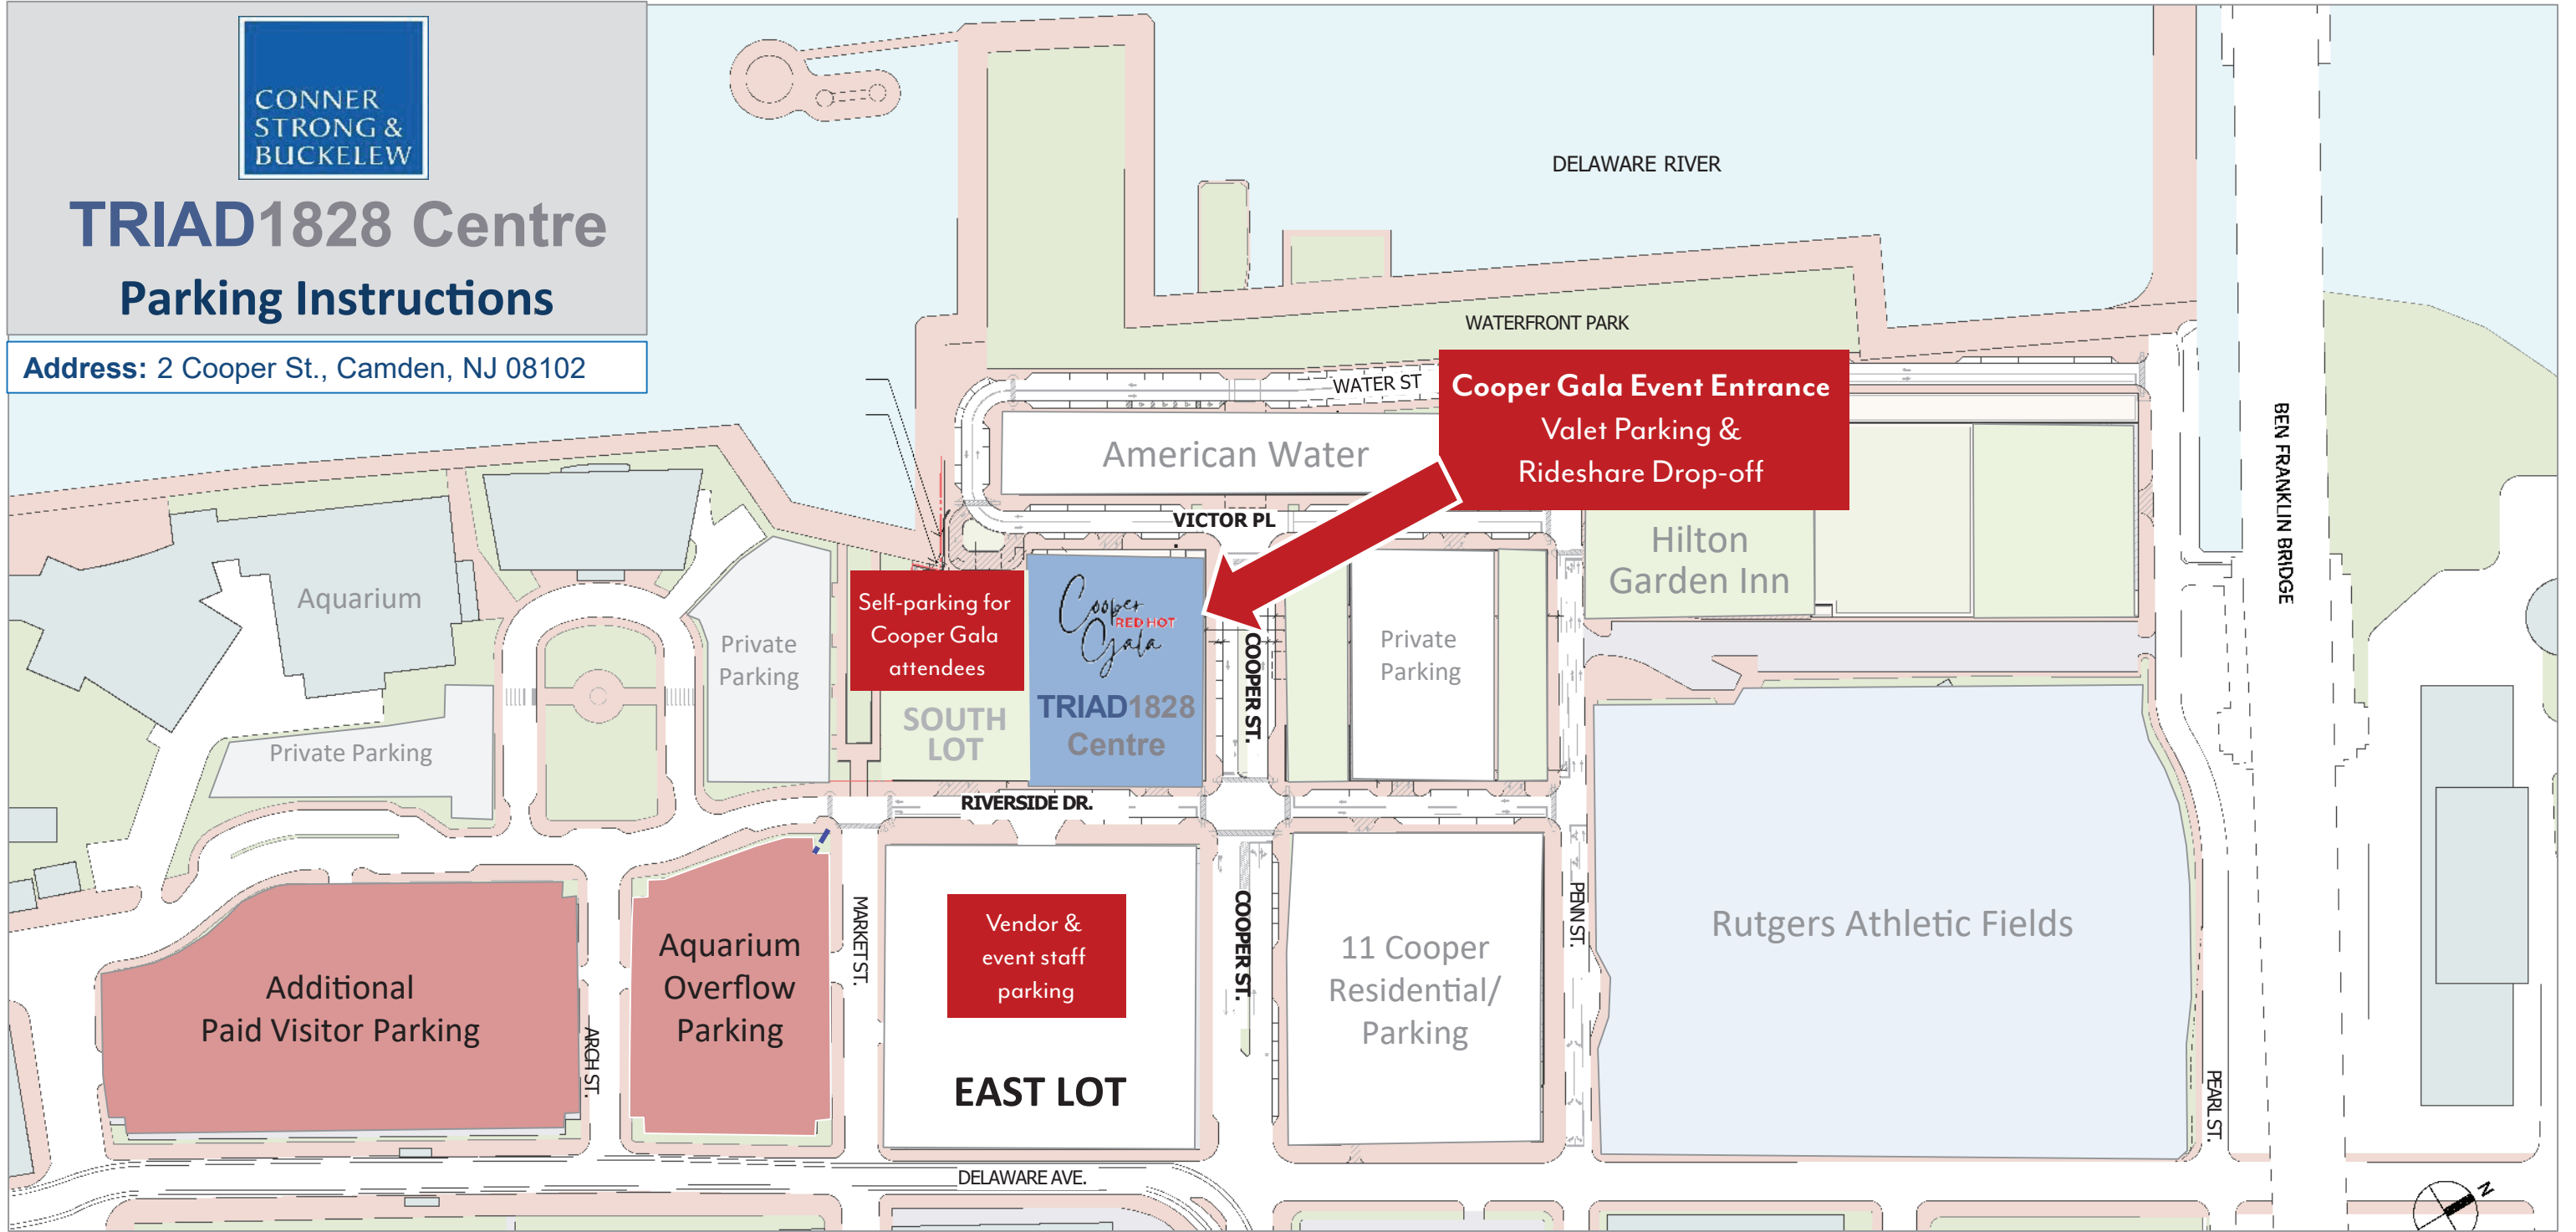 CONNER
STRONG &
BUCKELEW
TRIAD1828 Centre
Parking Instructions
Address: 2 Cooper St., Camden, NJ 08102
DELAWARE RIVER
WATERFRONT PARK
WATER ST
Cooper Gala Event Entrance
Valet Parking &
Rideshare Drop-off
American Water
VICTOR PL
Hilton
Garden Inn
BEN FRANKLIN BRIDGE
Aquarium
Private
Parking
Private Parking
Self-parking for
Cooper Gala
attendees
SOUTH
LOT
Cooper
RED HOT
Gala
TRIAD1828
Centre
COOPER ST.
Private
Parking
RIVERSIDE DR.
Additional
Paid Visitor Parking
ARCH ST.
Aquarium
Overflow
Parking
MARKET ST.
Vendor &
event staff
parking
EAST LOT
COOPER ST.
11 Cooper
Residential/
Parking
PENN ST.
Rutgers Athletic Fields
PEARL ST.
DELAWARE AVE.
N